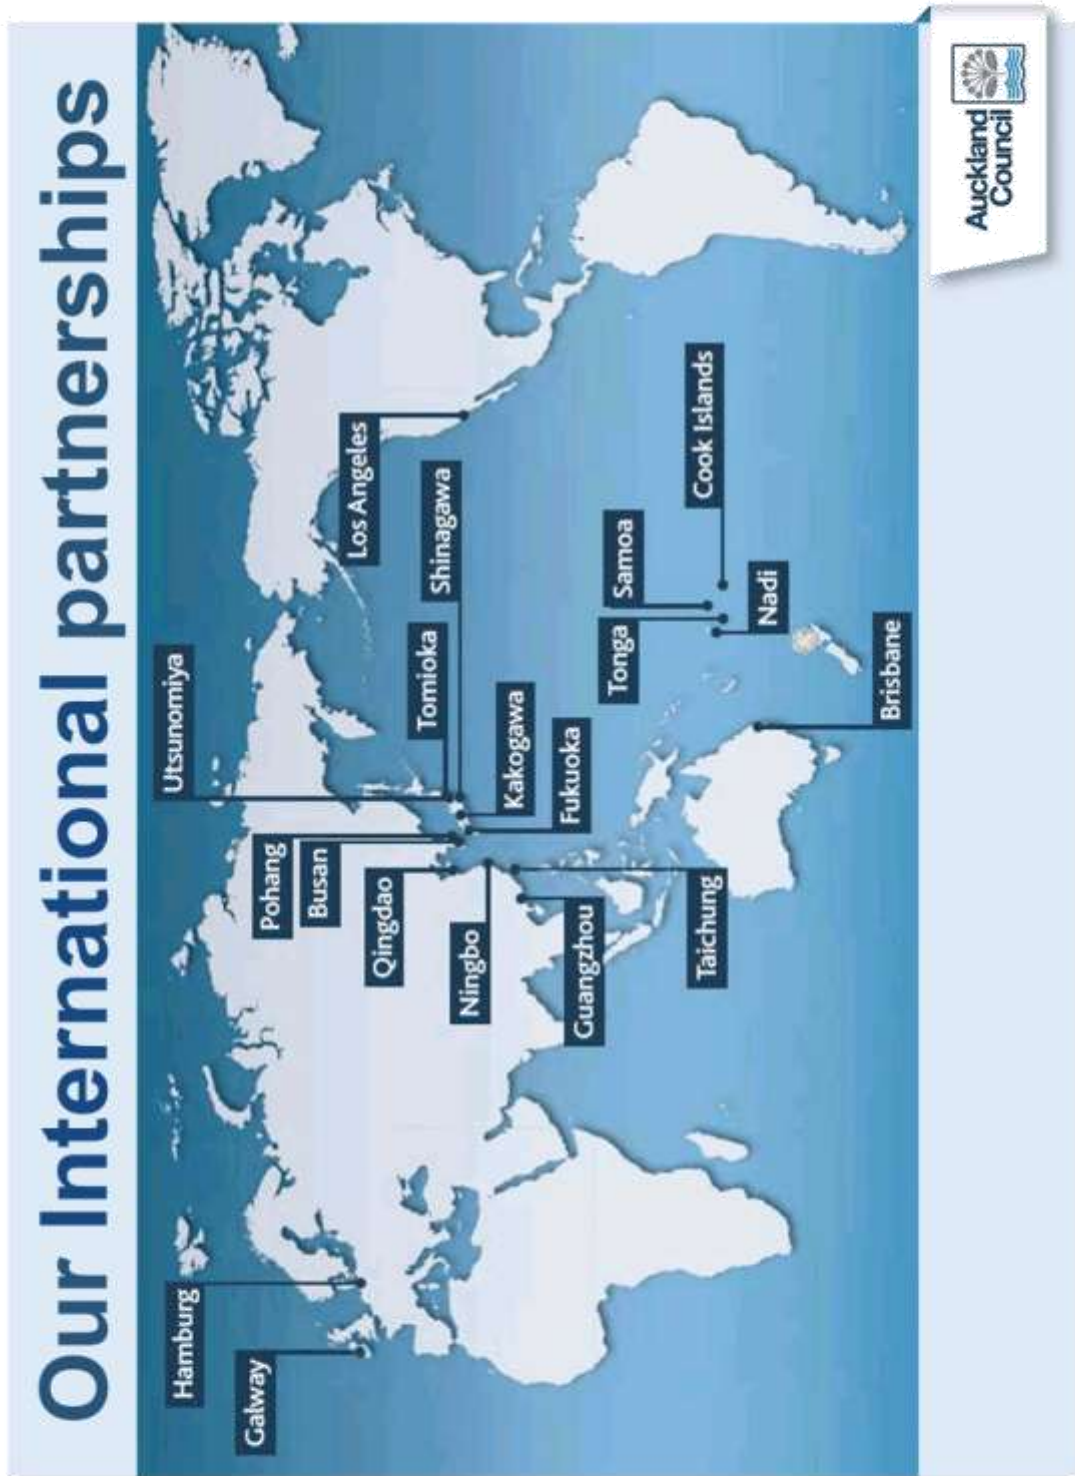 Our International partnerships
Hamburg
Galway
Utsunomiya
Pohang
Busan
Qingdao
Ningbo
Guangzhou
Taichung
Tomioka
Shinagawa
Kakogawa
Fukuoka
Los Angeles
Tonga
Samoa
Cook Islands
Nadi
Brisbane
Auckland
Council